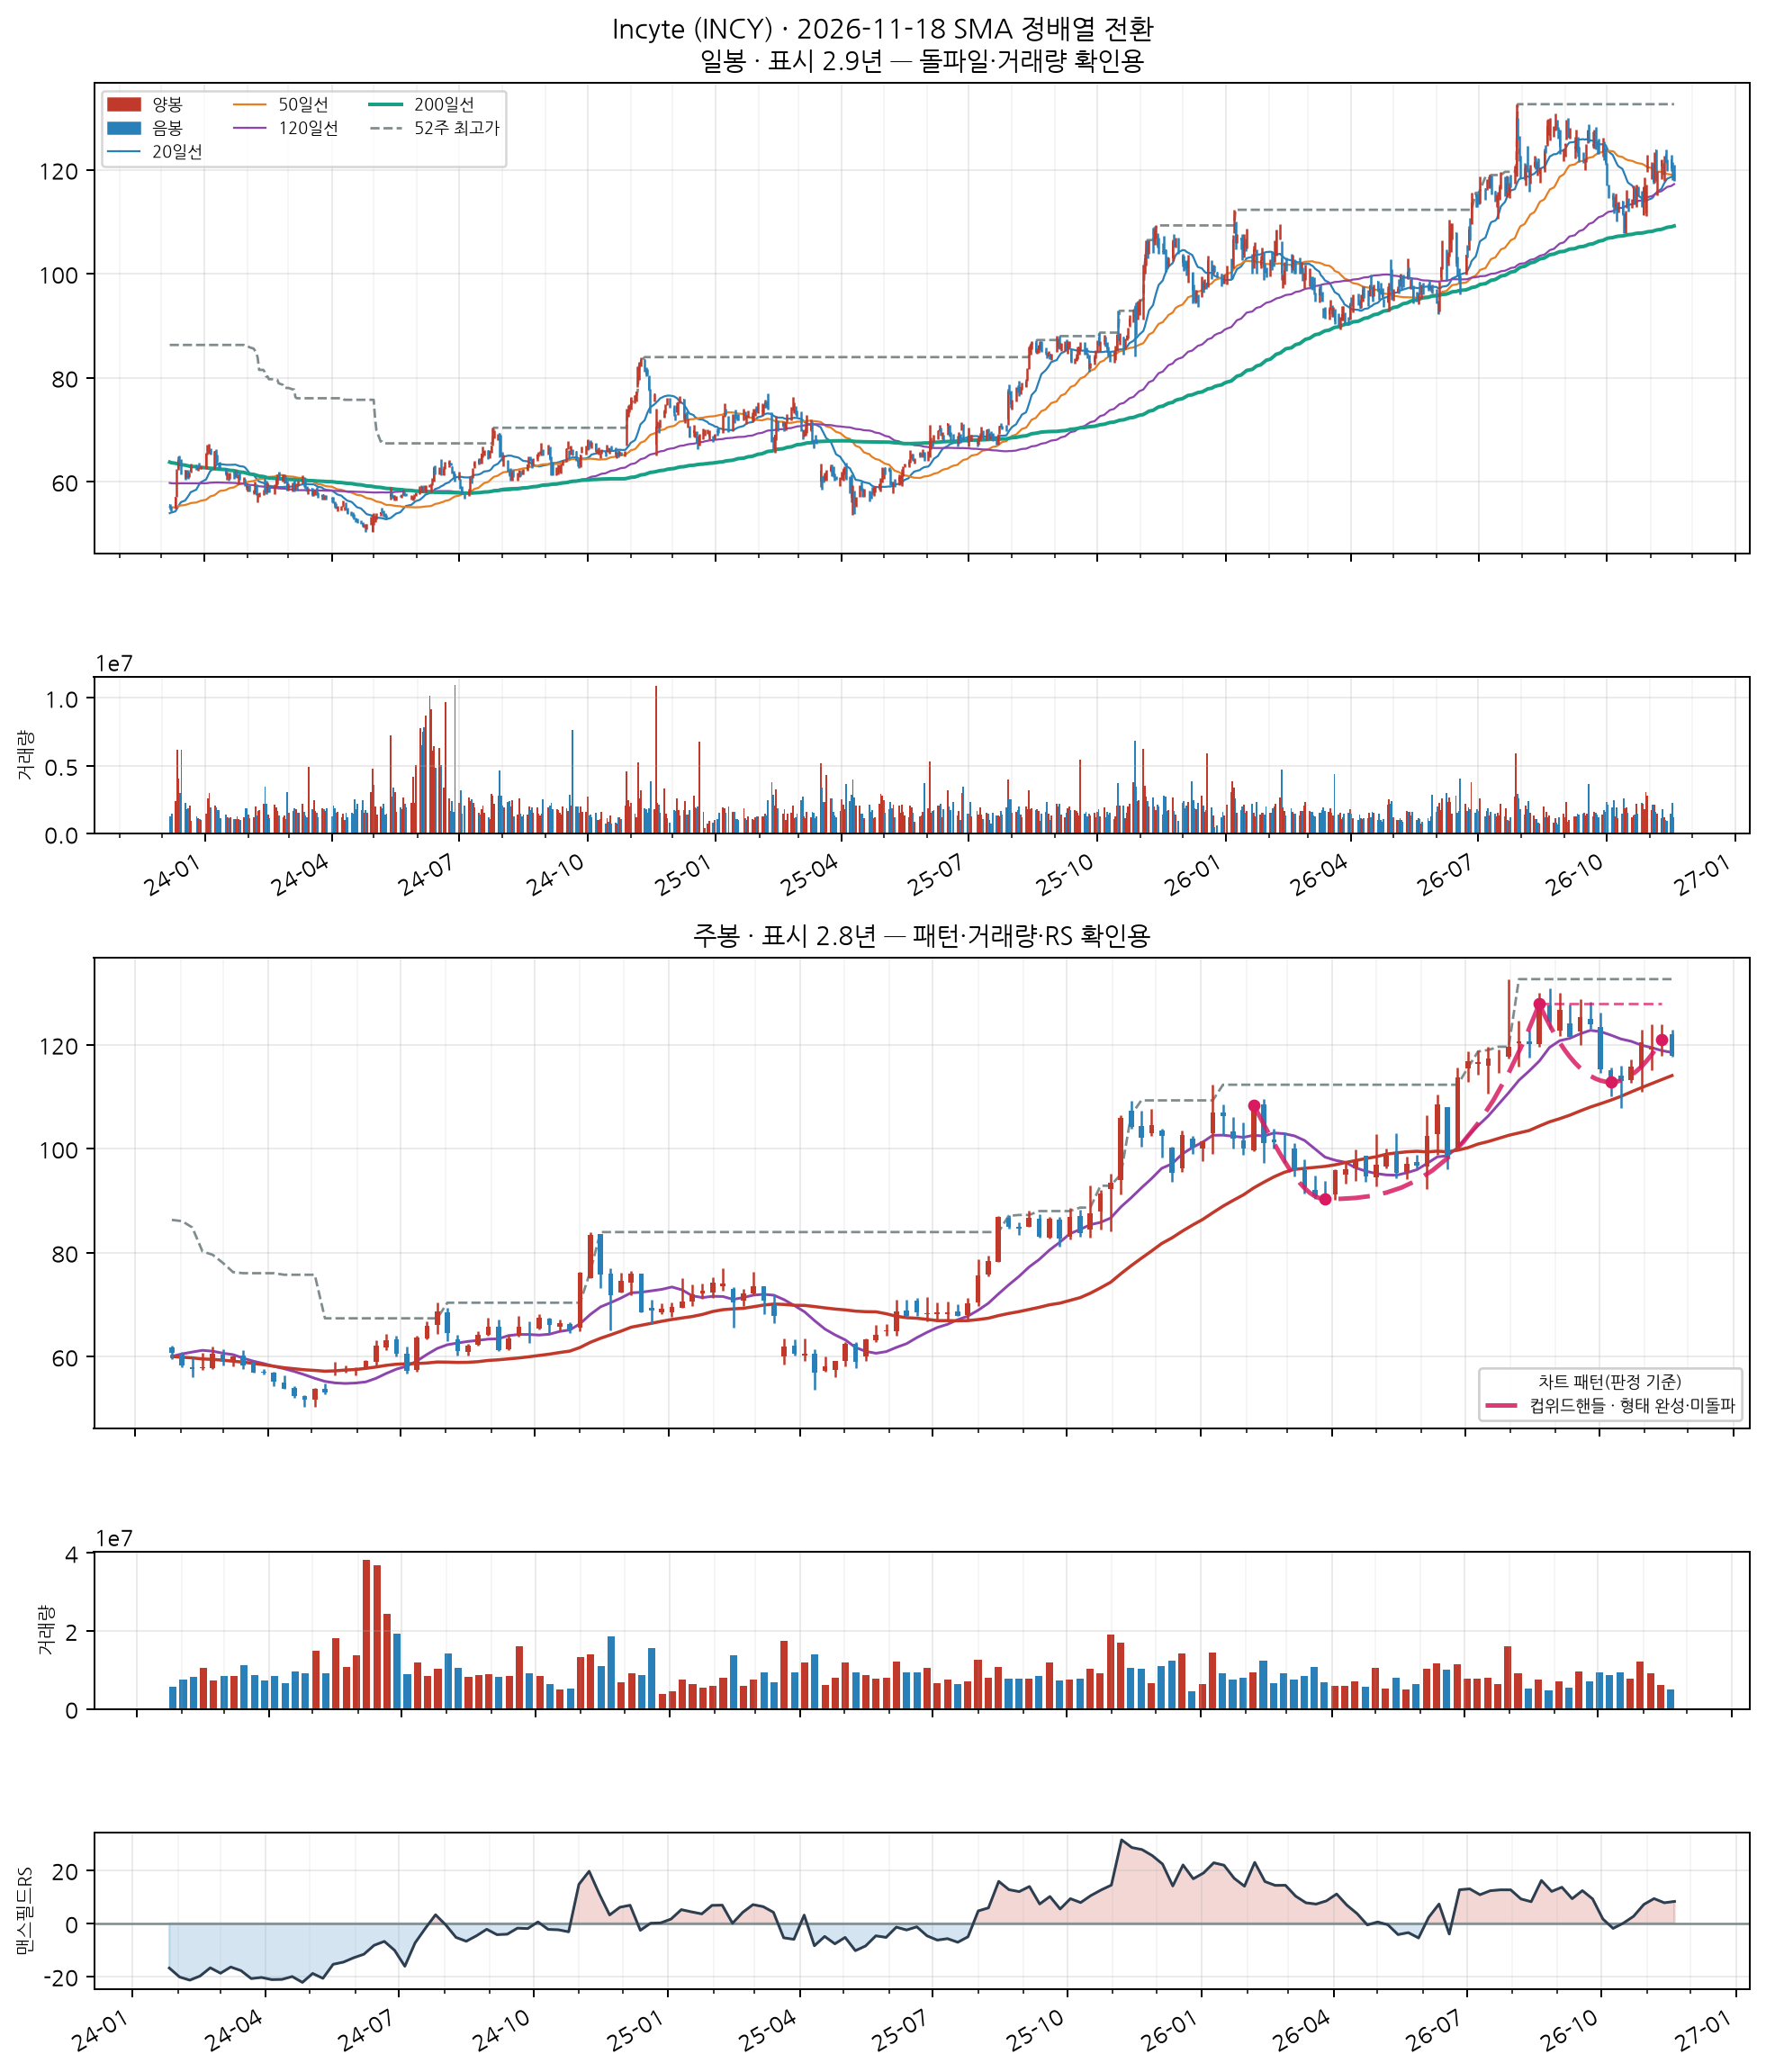 Incyte (INCY) · 2026-11-18 SMA 정배열 전환
일봉 · 표시 2.9년 — 돌파일·거래량 확인용
양봉
음봉
20일선
50일선
120일선
200일선
52주 최고가
120
100
80
60
1e7
1.0
0.5
0.0
거래량
24-01
24-04
24-07
24-10
25-01
25-04
25-07
25-10
26-01
26-04
26-07
26-10
27-01
주봉 · 표시 2.8년 — 패턴·거래량·RS 확인용
120
100
80
60
차트 패턴(판정 기준)
컵위드핸들 · 형태 완성·미돌파
1e7
4
2
0
거래량
20
0
-20
맨스필드RS
24-01
24-04
24-07
24-10
25-01
25-04
25-07
25-10
26-01
26-04
26-07
26-10
27-01